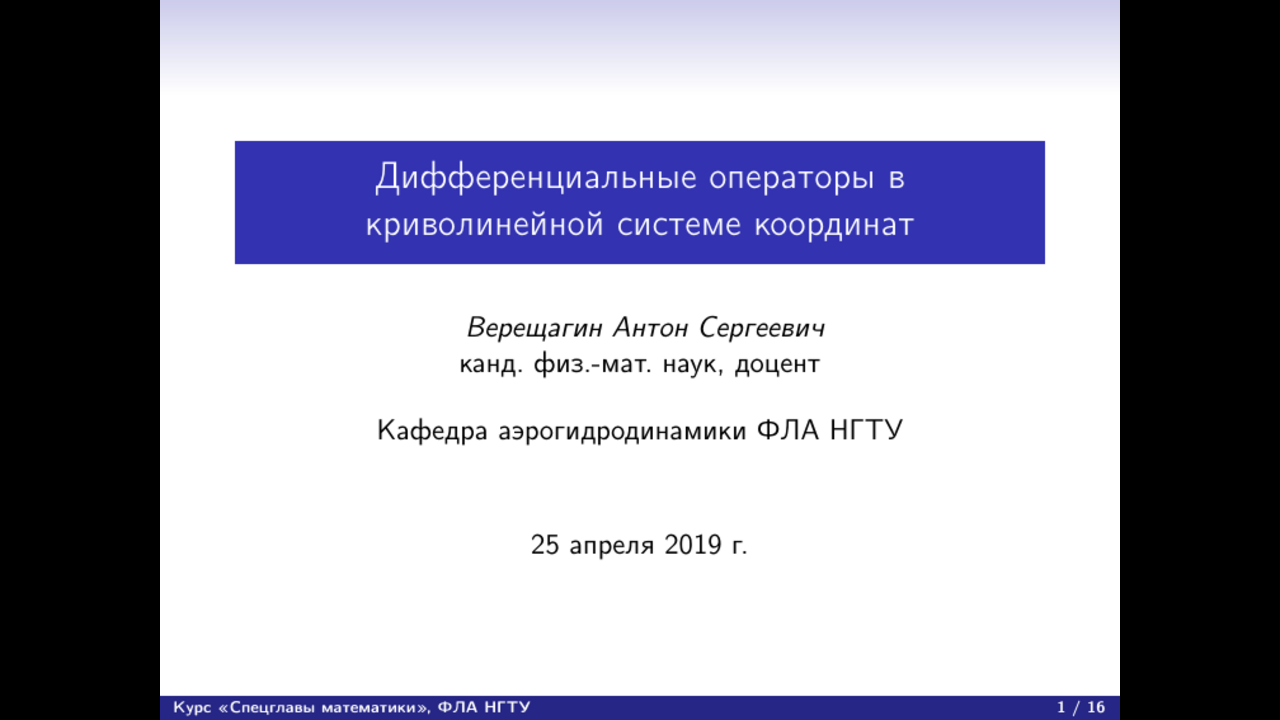 Дифференциальные операторы в
криволинейной системе координат
Верещагин Антон Сергеевич
канд. физ.-мат. наук, доцент
Кафедра аэрогидродинамики ФЛА НГТУ
25 апреля 2019 г.
Курс «Спецглавы математики», ФЛА НГТУ
1 / 16